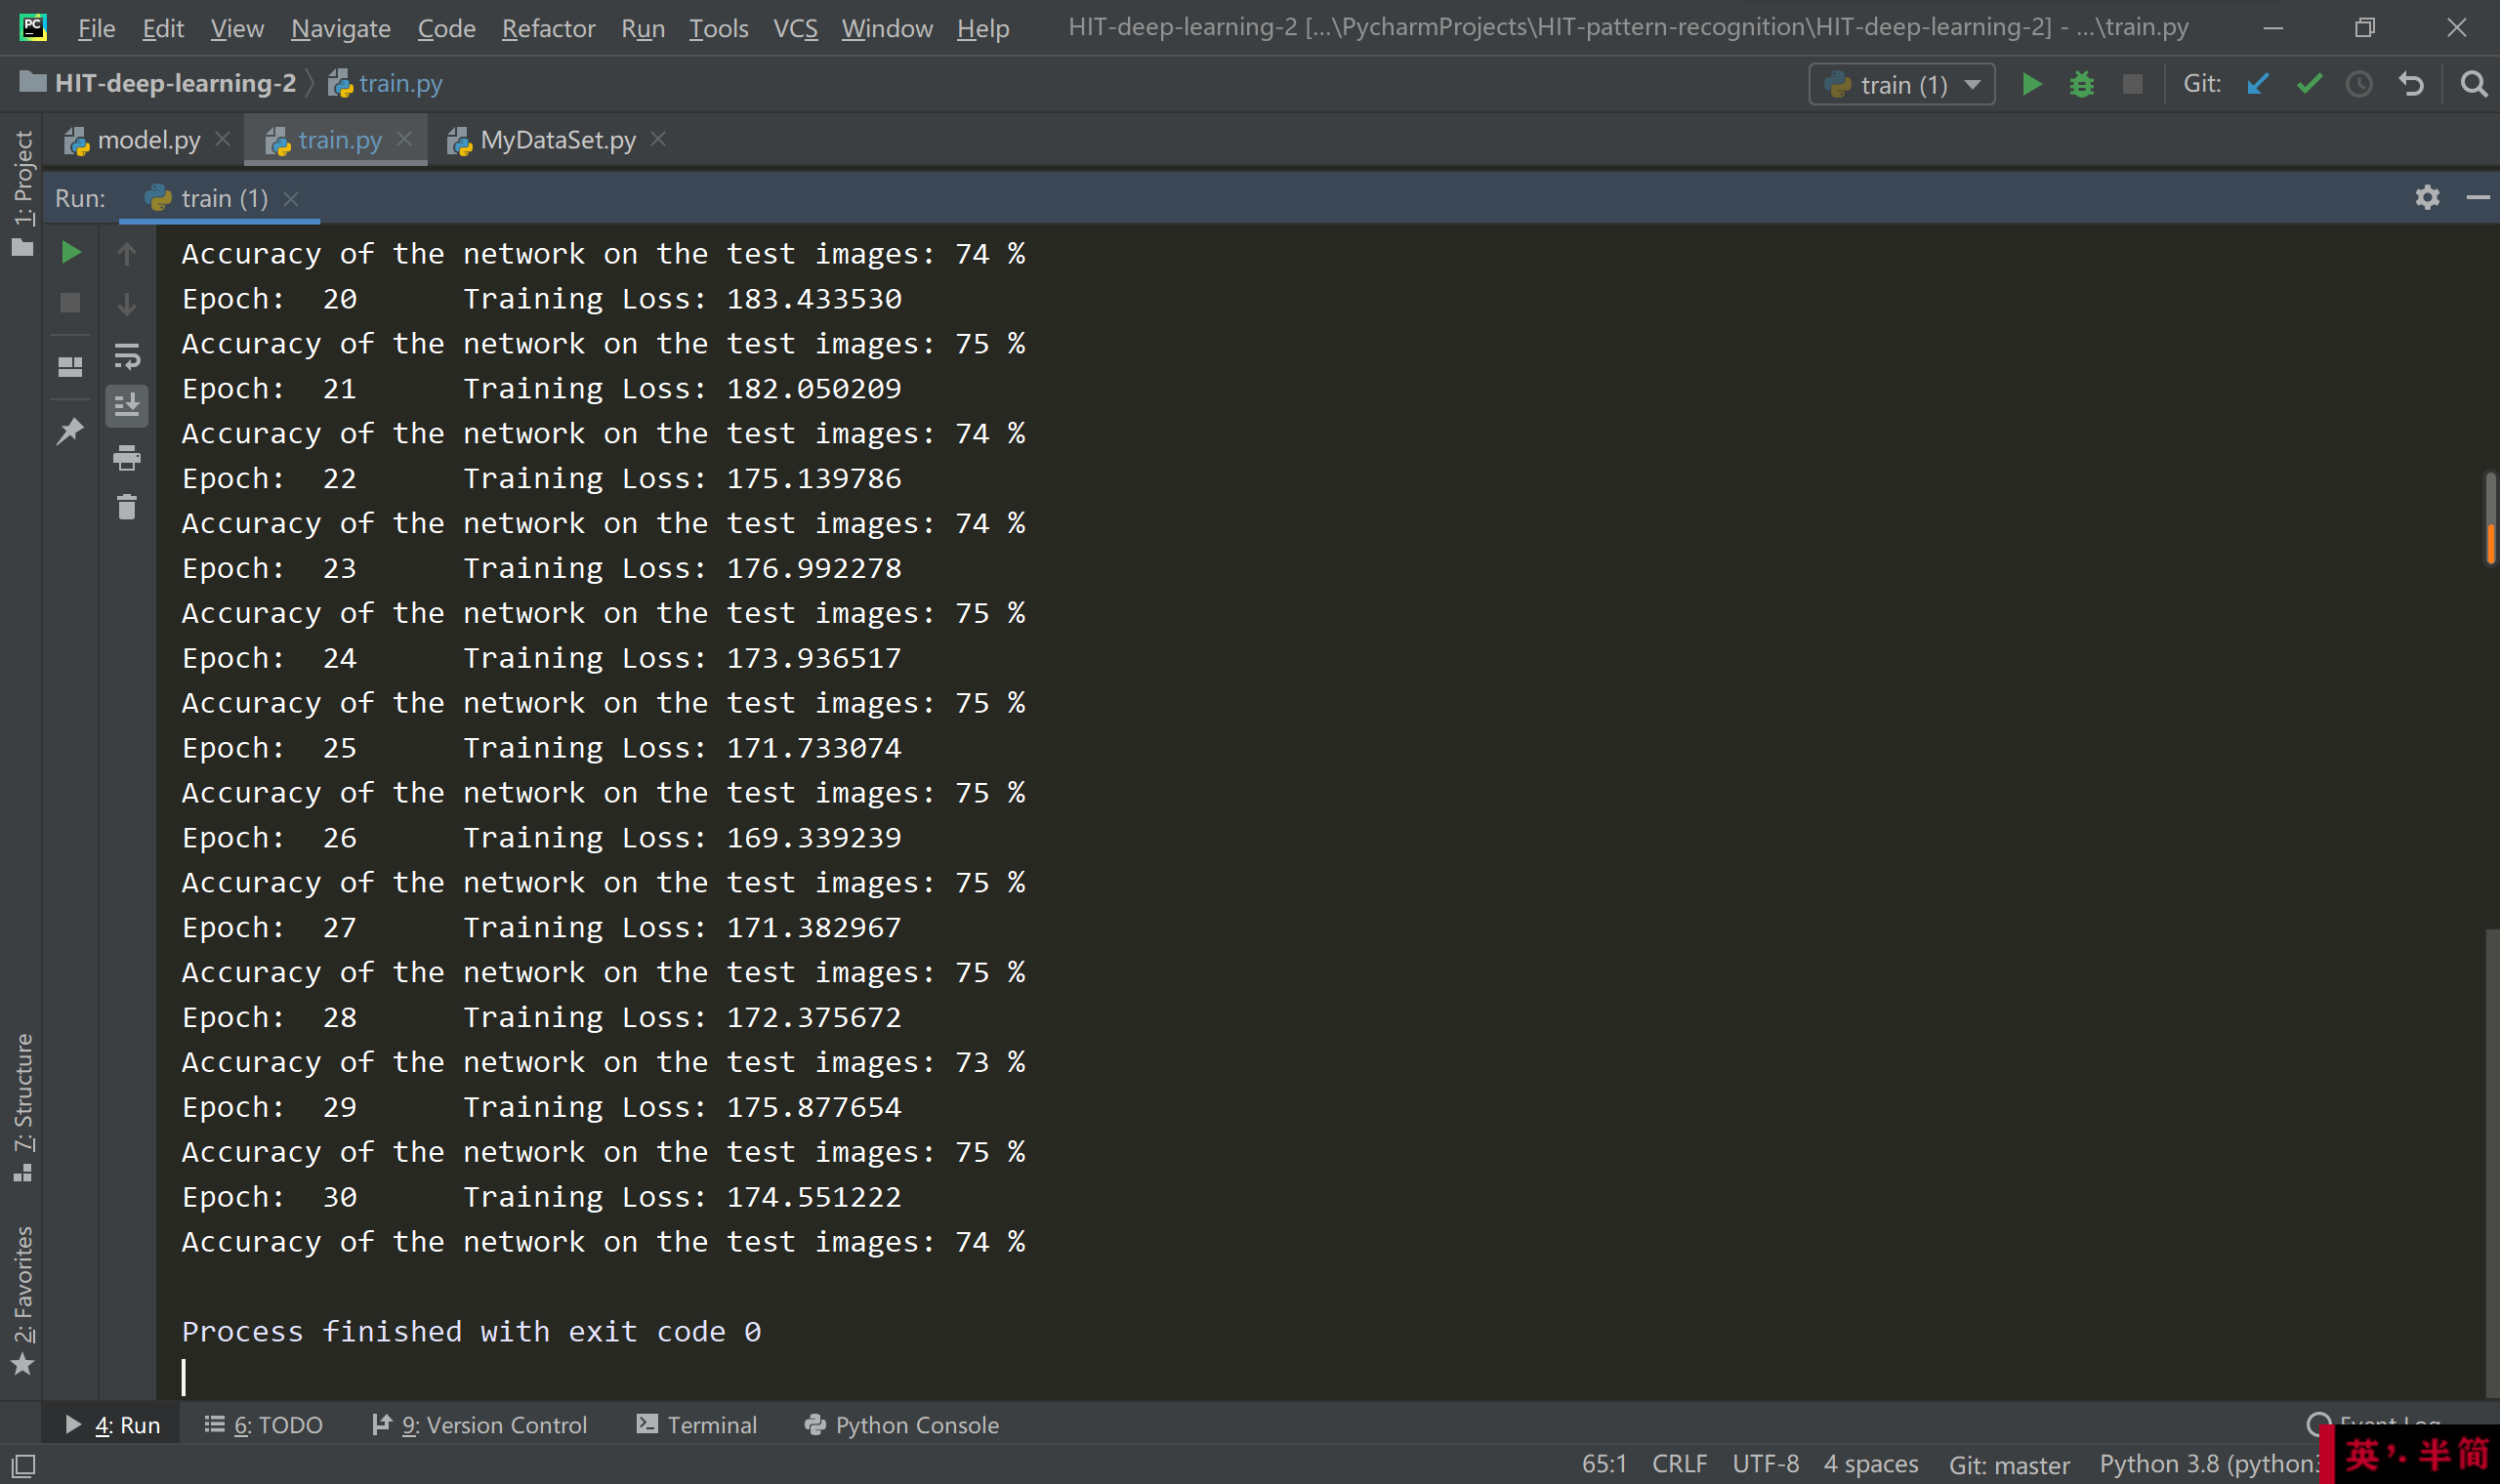 File Edit View Navigate Code Refactor Run Tools VCS Window Help HIT-deep-learning-2 [...\PycharmProjects\HIT-pattern-recognition\HIT-deep-learning-2] - ...\train.py
HIT-deep-learning-2 train.py train (1) Git:
model.py train.py MyDataSet.py
1: Project
Run: train (1)
Accuracy of the network on the test images: 74 %
Epoch: 20 Training Loss: 183.433530
Accuracy of the network on the test images: 75 %
Epoch: 21 Training Loss: 182.050209
Accuracy of the network on the test images: 74 %
Epoch: 22 Training Loss: 175.139786
Accuracy of the network on the test images: 74 %
Epoch: 23 Training Loss: 176.992278
Accuracy of the network on the test images: 75 %
Epoch: 24 Training Loss: 173.936517
Accuracy of the network on the test images: 75 %
Epoch: 25 Training Loss: 171.733074
Accuracy of the network on the test images: 75 %
Epoch: 26 Training Loss: 169.339239
Accuracy of the network on the test images: 75 %
Epoch: 27 Training Loss: 171.382967
Accuracy of the network on the test images: 75 %
Epoch: 28 Training Loss: 172.375672
Accuracy of the network on the test images: 73 %
Epoch: 29 Training Loss: 175.877654
Accuracy of the network on the test images: 75 %
Epoch: 30 Training Loss: 174.551222
Accuracy of the network on the test images: 74 %
Process finished with exit code 0
7: Structure
2: Favorites
4: Run 6: TODO 9: Version Control Terminal Python Console Event Log
65:1 CRLF UTF-8 4 spaces Git: master Python 3.8 (python3
英 半 简